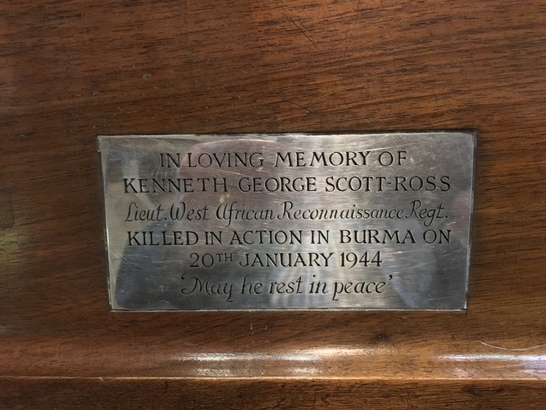 IN LOVING MEMORY OF
KENNETH GEORGE SCOTT-ROSS
Lieut. West African Reconnaissance Regt.
KILLED IN ACTION IN BURMA ON
20TH JANUARY 1944
'May he rest in peace'